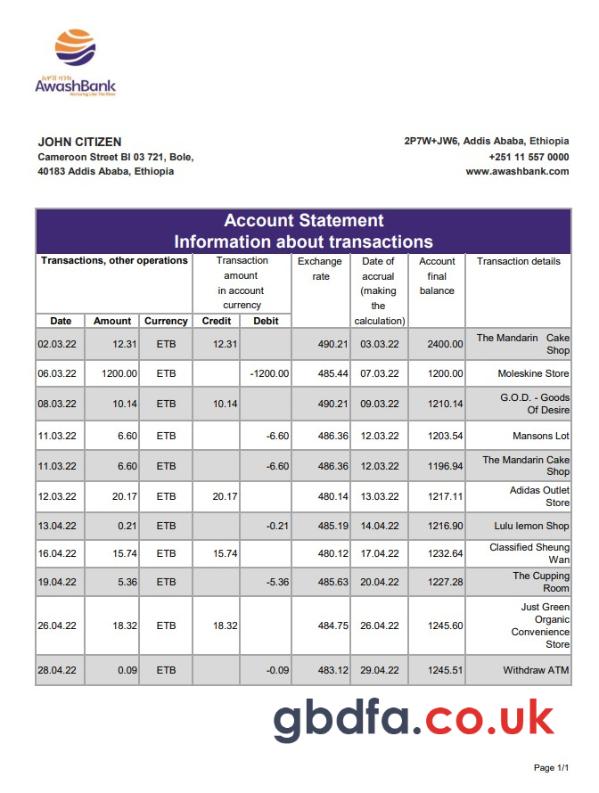 AwashBank
Nurturing Like The River
JOHN CITIZEN
Cameroon Street Bl 03 721, Bole,
40183 Addis Ababa, Ethiopia
2P7W+JW6, Addis Ababa, Ethiopia
+251 11 557 0000
www.awashbank.com
Account Statement
Information about transactions
Transactions, other operations
Transaction
amount
in account
currency
Exchange
rate
Date of
accrual
(making
the
calculation)
Account
final
balance
Transaction details
Date Amount Currency Credit Debit
02.03.22 12.31 ETB 12.31 490.21 03.03.22 2400.00 The Mandarin Cake
Shop
06.03.22 1200.00 ETB -1200.00 485.44 07.03.22 1200.00 Moleskine Store
08.03.22 10.14 ETB 10.14 490.21 09.03.22 1210.14 G.O.D. - Goods
Of Desire
11.03.22 6.60 ETB -6.60 486.36 12.03.22 1203.54 Mansons Lot
11.03.22 6.60 ETB -6.60 486.36 12.03.22 1196.94 The Mandarin Cake
Shop
12.03.22 20.17 ETB 20.17 480.14 13.03.22 1217.11 Adidas Outlet
Store
13.04.22 0.21 ETB -0.21 485.19 14.04.22 1216.90 Lulu lemon Shop
16.04.22 15.74 ETB 15.74 480.12 17.04.22 1232.64 Classified Sheung
Wan
19.04.22 5.36 ETB -5.36 485.63 20.04.22 1227.28 The Cupping
Room
26.04.22 18.32 ETB 18.32 484.75 26.04.22 1245.60 Just Green
Organic
Convenience
Store
28.04.22 0.09 ETB -0.09 483.12 29.04.22 1245.51 Withdraw ATM
gbdfa.co.uk
Page 1/1